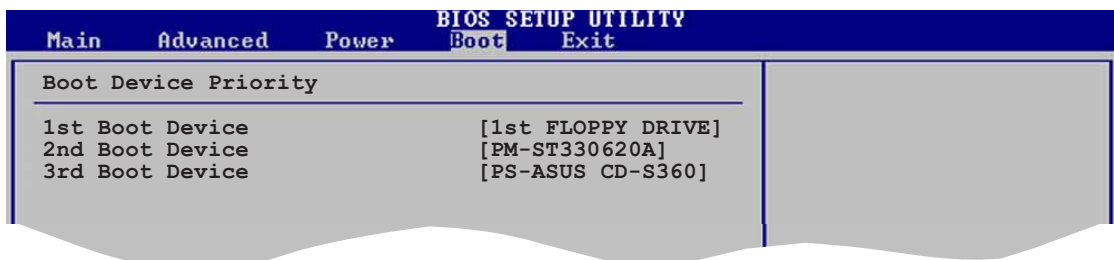 BIOS SETUP UTILITY
Main Advanced Power Boot Exit
Boot Device Priority
1st Boot Device [1st FLOPPY DRIVE]
2nd Boot Device [PM-ST330620A]
3rd Boot Device [PS-ASUS CD-S360]